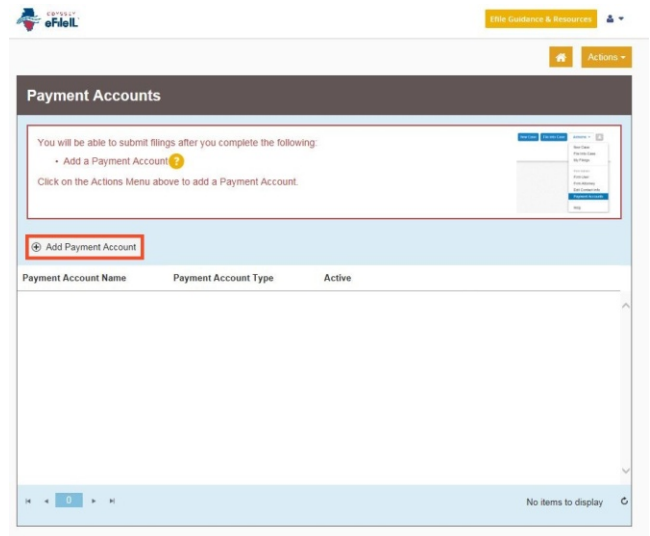 eFileIL
Efile Guidance & Resources
Actions
Payment Accounts
You will be able to submit filings after you complete the following:
• Add a Payment Account ?
Click on the Actions Menu above to add a Payment Account.
Add Payment Account
Payment Account Name Payment Account Type Active
0
No items to display